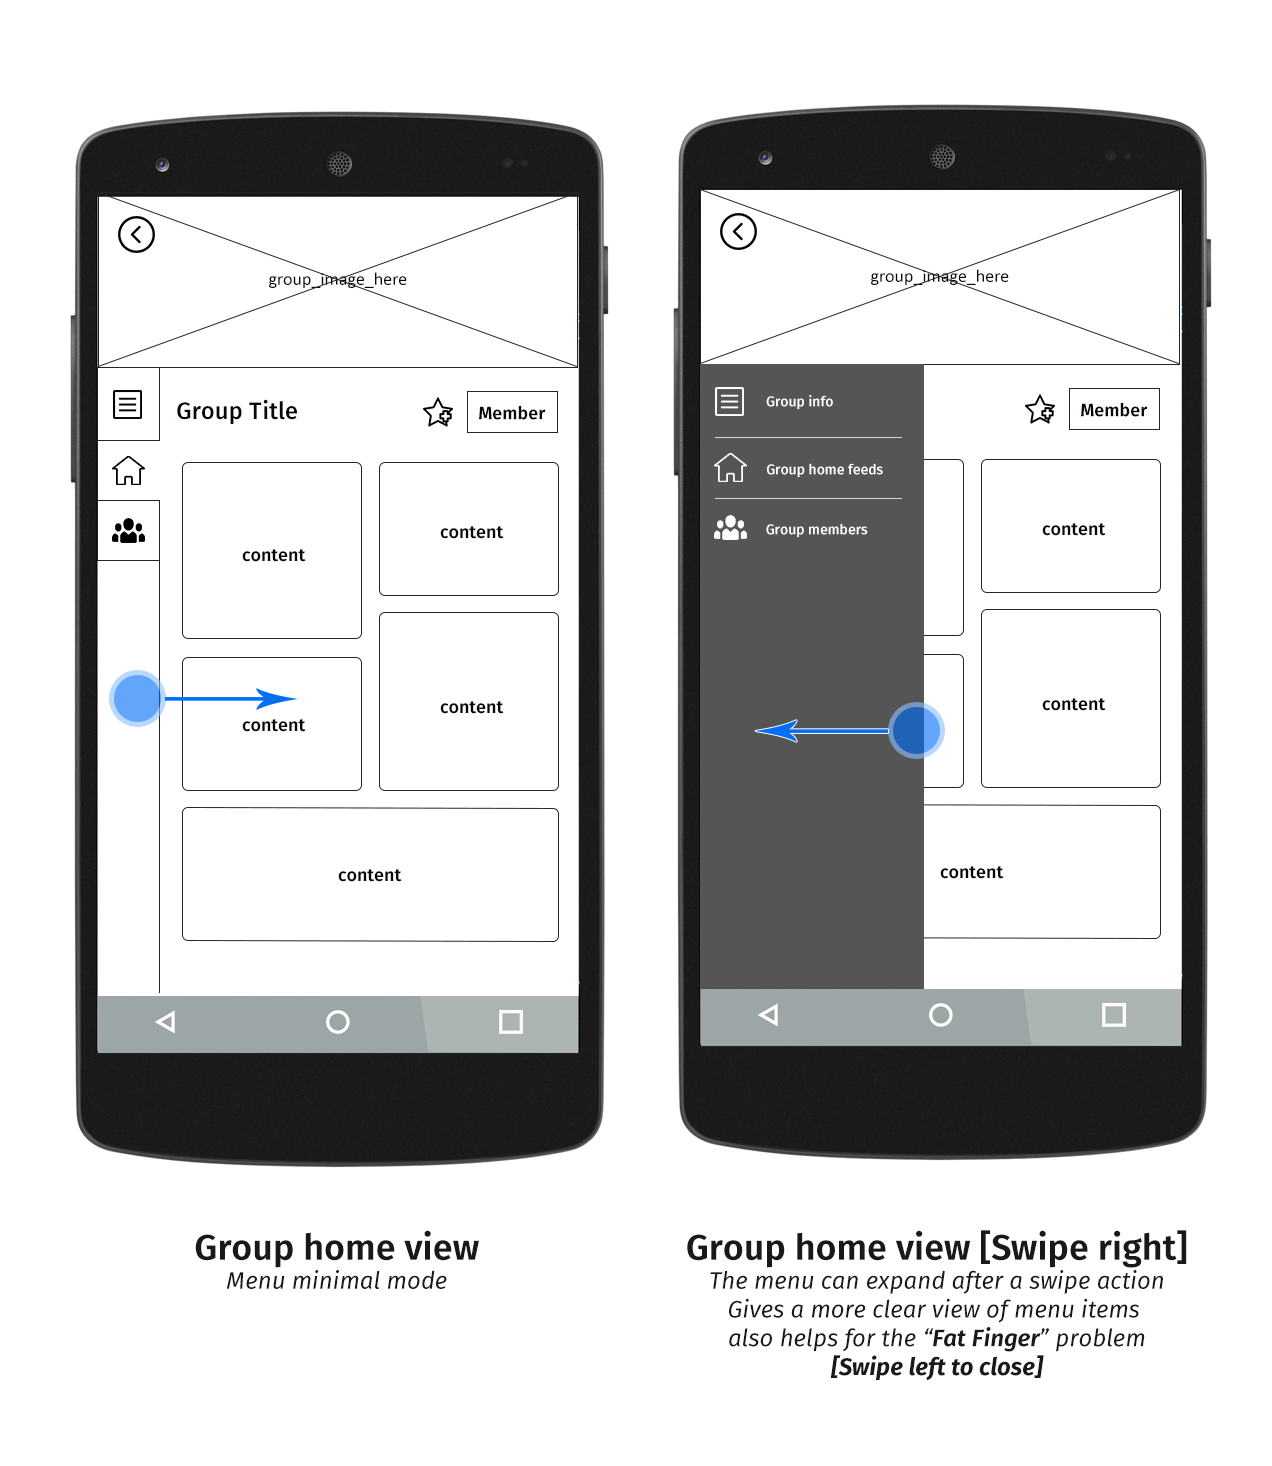 group_image_here
Group Title
Member
content
content
content
content
content
Group home view
Menu minimal mode
group_image_here
Group info
Group home feeds
Group members
Member
content
content
content
Group home view [Swipe right]
The menu can expand after a swipe action
Gives a more clear view of menu items
also helps for the “Fat Finger” problem
[Swipe left to close]